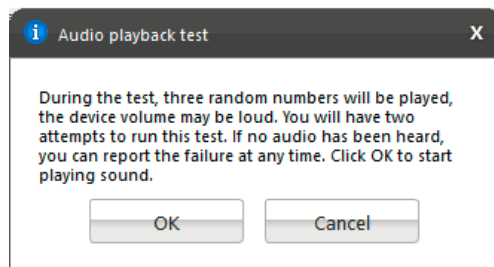 Audio playback test
X
During the test, three random numbers will be played,
the device volume may be loud. You will have two
attempts to run this test. If no audio has been heard,
you can report the failure at any time. Click OK to start
playing sound.
OK
Cancel